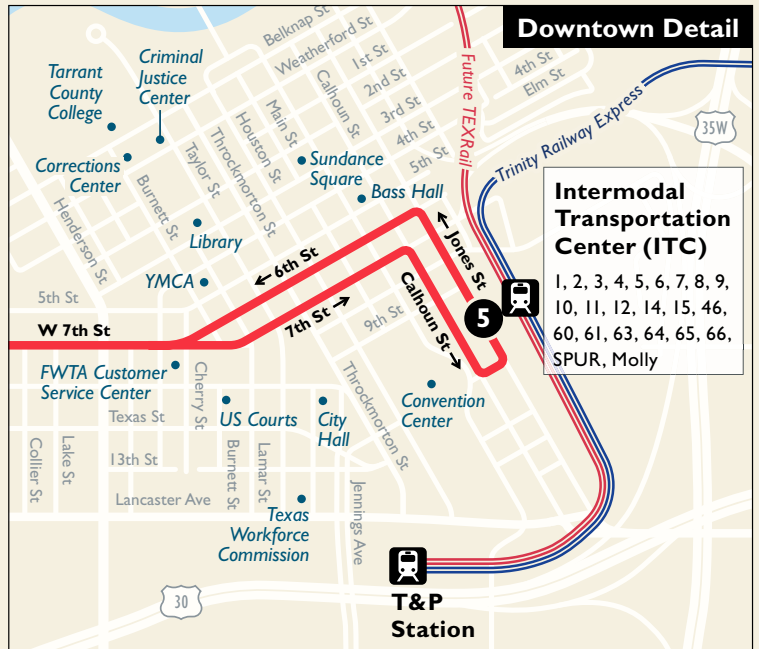 Downtown Detail
Belknap St
Weatherford St
1st St
2nd St
3rd St
4th St
5th St
4th St
Elm St
Future TEXRail
Trinity Railway Express
35W
Criminal
Justice
Center
Tarrant
County
College
Corrections
Center
Henderson St
Burnett St
Taylor St
Throckmorton St
Houston St
Main St
Calhoun St
Sundance
Square
Bass Hall
Library
YMCA
Intermodal
Transportation
Center (ITC)
1, 2, 3, 4, 5, 6, 7, 8, 9,
10, 11, 12, 14, 15, 46,
60, 61, 63, 64, 65, 66,
SPUR, Molly
← Jones St
← 6th St
5th St
W 7th St
7th St →
9th St
Calhoun St →
5
FWTA Customer
Service Center
Cherry St
US Courts
City
Hall
Convention
Center
Throckmorton St
Texas St
13th St
Lancaster Ave
Collier St
Lake St
Burnett St
Lamar St
Jennings Ave
Texas
Workforce
Commission
30
T&P
Station